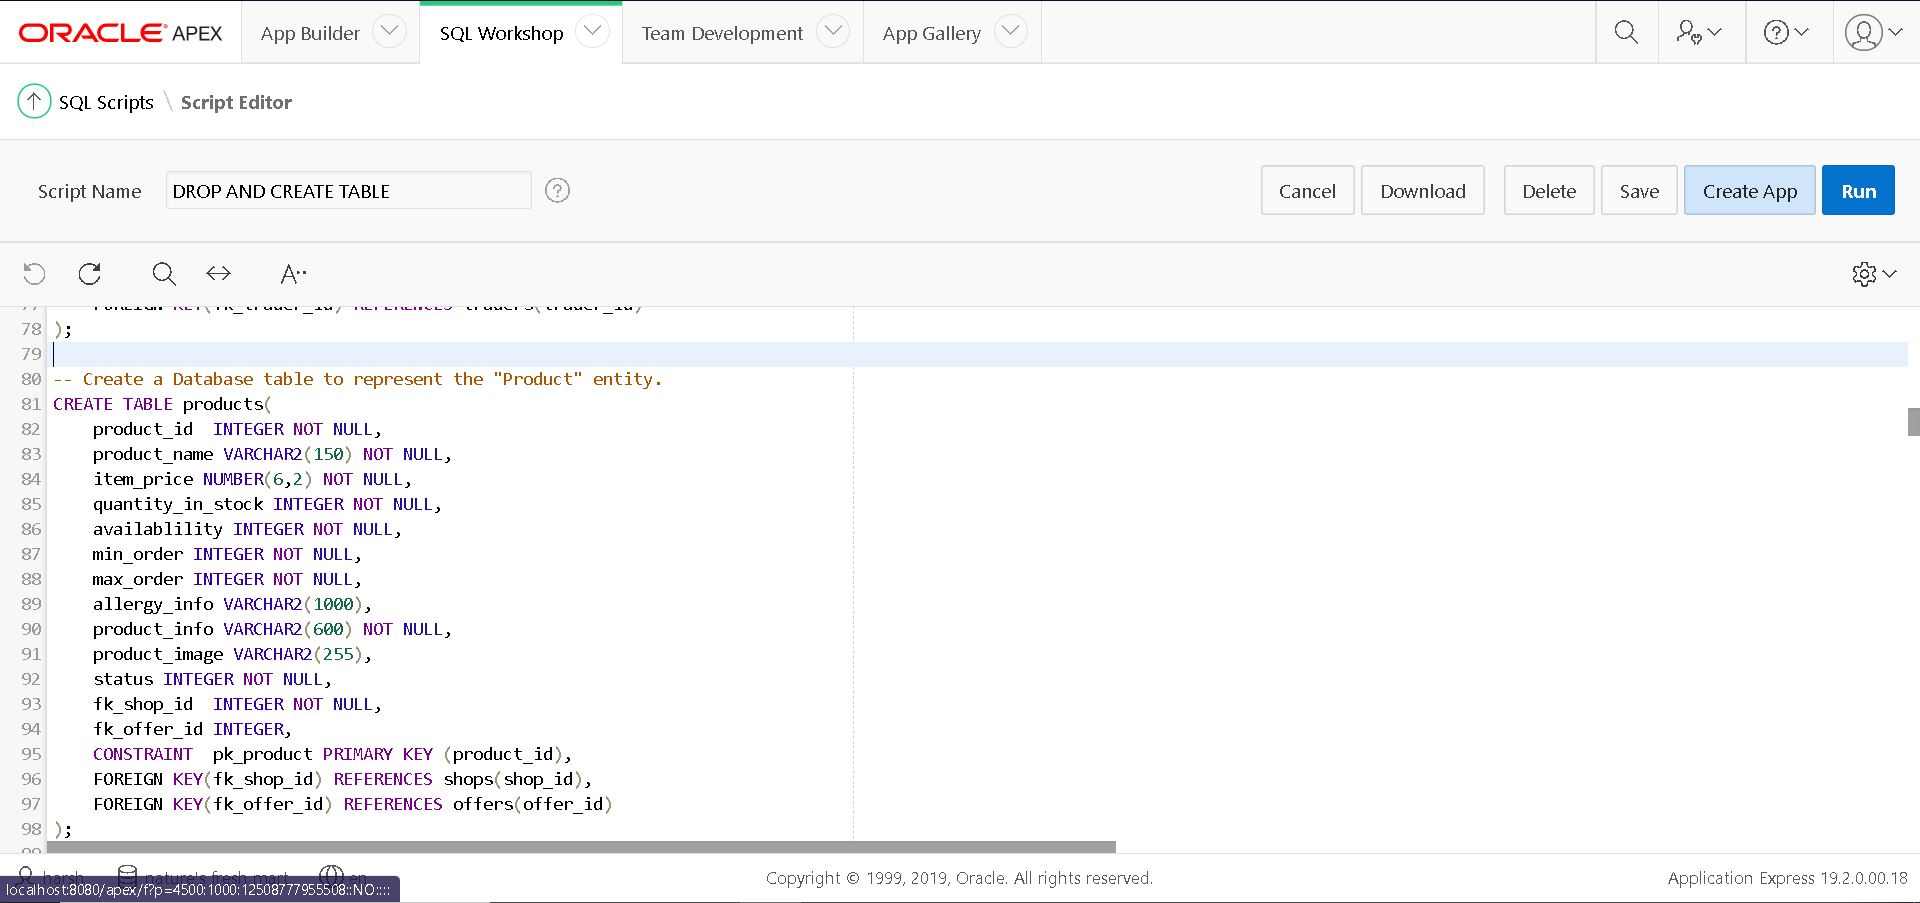 ORACLE APEX App Builder SQL Workshop Team Development App Gallery
SQL Scripts \ Script Editor
Script Name DROP AND CREATE TABLE ? Cancel Download Delete Save Create App Run
A··
78 );
79
80 -- Create a Database table to represent the "Product" entity.
81 CREATE TABLE products(
82 product_id INTEGER NOT NULL,
83 product_name VARCHAR2(150) NOT NULL,
84 item_price NUMBER(6,2) NOT NULL,
85 quantity_in_stock INTEGER NOT NULL,
86 availablility INTEGER NOT NULL,
87 min_order INTEGER NOT NULL,
88 max_order INTEGER NOT NULL,
89 allergy_info VARCHAR2(1000),
90 product_info VARCHAR2(600) NOT NULL,
91 product_image VARCHAR2(255),
92 status INTEGER NOT NULL,
93 fk_shop_id INTEGER NOT NULL,
94 fk_offer_id INTEGER,
95 CONSTRAINT pk_product PRIMARY KEY (product_id),
96 FOREIGN KEY(fk_shop_id) REFERENCES shops(shop_id),
97 FOREIGN KEY(fk_offer_id) REFERENCES offers(offer_id)
98 );
harsh nature's fresh mart en Copyright © 1999, 2019, Oracle. All rights reserved. Application Express 19.2.0.00.18
localhost:8080/apex/f?p=4500:1000:12508777955508::NO::::